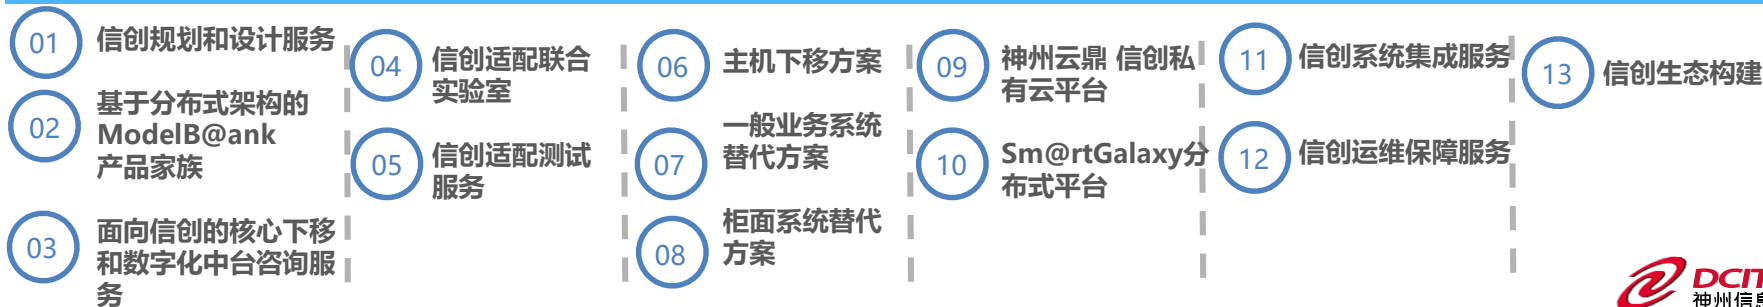 01
信创规划和设计服务
02
基于分布式架构的
ModelB@ank
产品家族
03
面向信创的核心下移
和数字化中台咨询服
务
04
信创适配联合
实验室
05
信创适配测试
服务
06
主机下移方案
07
一般业务系统
替代方案
08
柜面系统替代
方案
09
神州云鼎 信创私
有云平台
10
Sm@rtGalaxy分
布式平台
11
信创系统集成服务
12
信创运维保障服务
13
信创生态构建
DCIT
神州信息